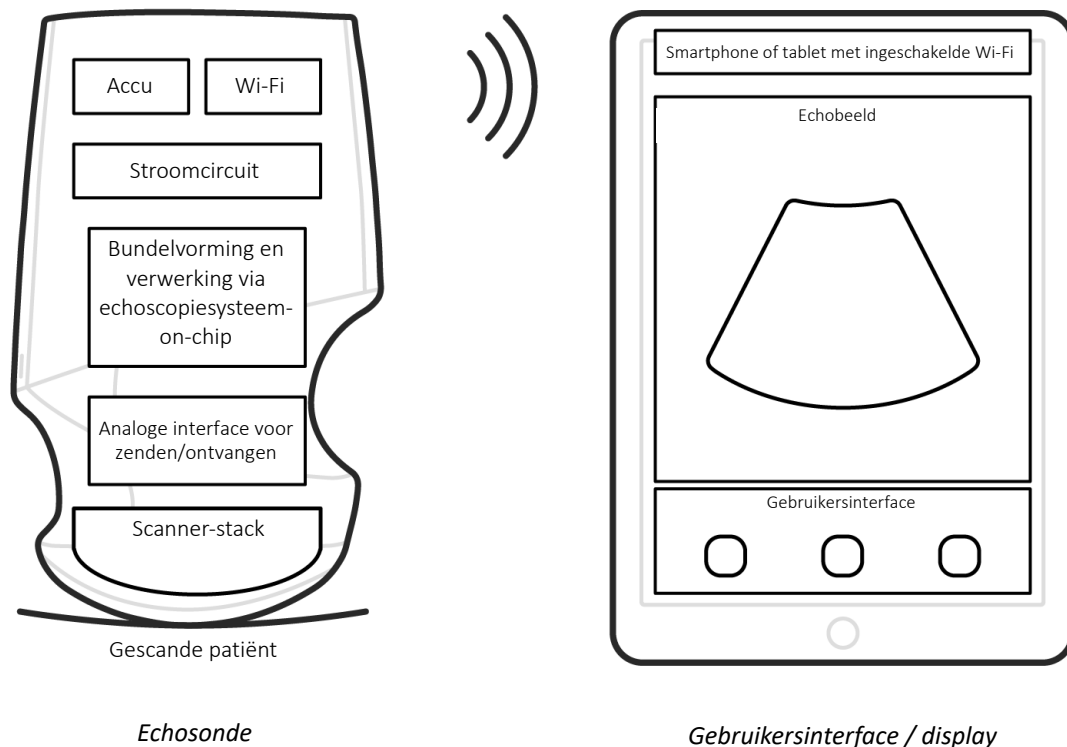 Accu
Wi-Fi
Stroomcircuit
Bundelvorming en
verwerking via
echoscopiesysteem-
on-chip
Analoge interface voor
zenden/ontvangen
Scanner-stack
Gescande patiënt
Echosonde
Smartphone of tablet met ingeschakelde Wi-Fi
Echobeeld
Gebruikersinterface
Gebruikersinterface / display